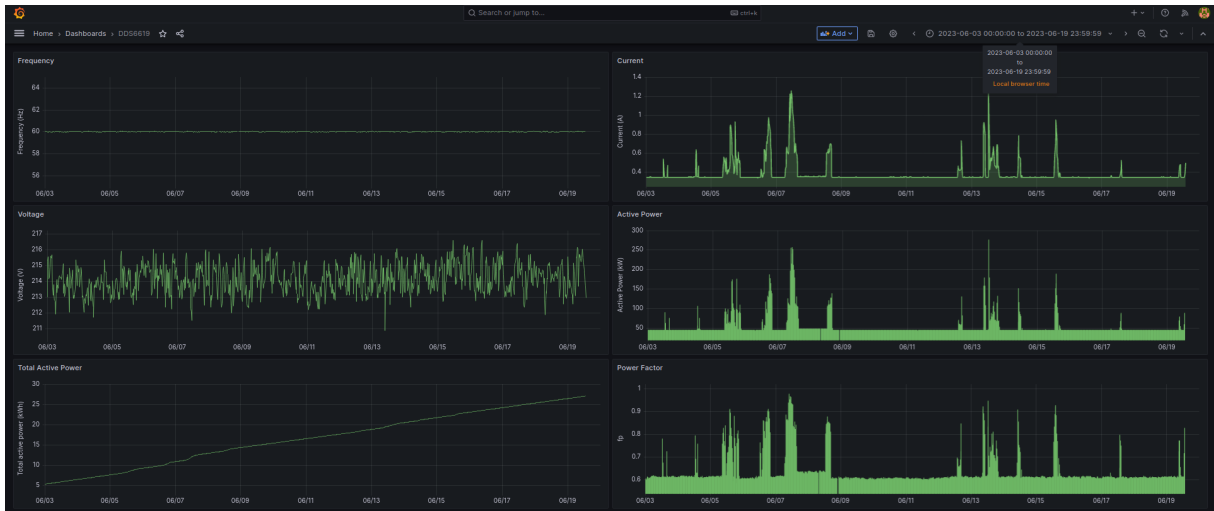 Search or jump to...
ctrl+k
Home › Dashboards › DDS6619
Add
2023-06-03 00:00:00 to 2023-06-19 23:59:59
2023-06-03 00:00:00
to
2023-06-19 23:59:59
Local browser time
Frequency
Frequency (Hz)
64
62
60
58
56
06/03 06/05 06/07 06/09 06/11 06/13 06/15 06/17 06/19
Current
Current (A)
1.4
1.2
1
0.8
0.6
0.4
06/03 06/05 06/07 06/09 06/11 06/13 06/15 06/17 06/19
Voltage
Voltage (V)
217
216
215
214
213
212
211
06/03 06/05 06/07 06/09 06/11 06/13 06/15 06/17 06/19
Active Power
Active Power (kW)
300
250
200
150
100
50
06/03 06/05 06/07 06/09 06/11 06/13 06/15 06/17 06/19
Total Active Power
Total active power (kWh)
30
25
20
15
10
5
06/03 06/05 06/07 06/09 06/11 06/13 06/15 06/17 06/19
Power Factor
fp
1
0.9
0.8
0.7
0.6
06/03 06/05 06/07 06/09 06/11 06/13 06/15 06/17 06/19